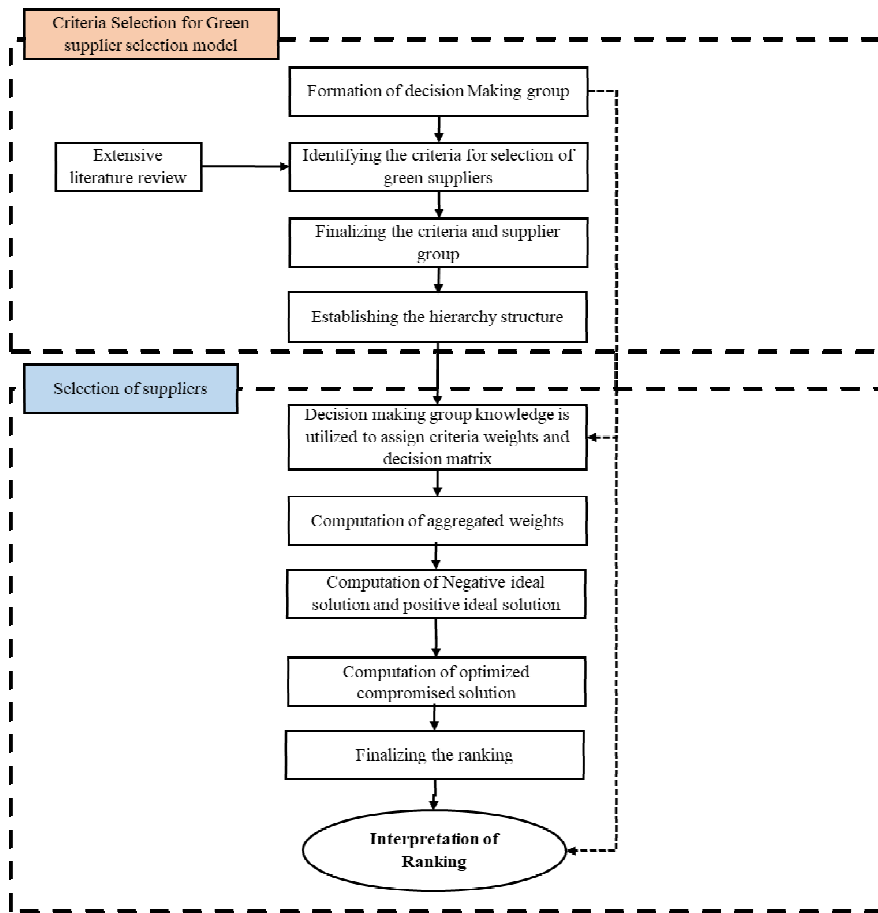 Criteria Selection for Green
supplier selection model
Formation of decision Making group
Extensive
literature review
Identifying the criteria for selection of
green suppliers
Finalizing the criteria and supplier
group
Establishing the hierarchy structure
Selection of suppliers
Decision making group knowledge is
utilized to assign criteria weights and
decision matrix
Computation of aggregated weights
Computation of Negative ideal
solution and positive ideal solution
Computation of optimized
compromised solution
Finalizing the ranking
Interpretation of
Ranking